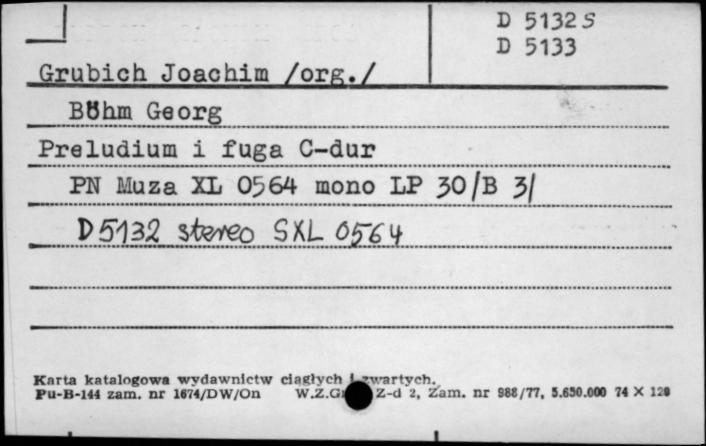 D 5132 S
D 5133
Grubich Joachim /org./
Böhm Georg
Preludium i fuga C-dur
PN Muza XL 0564 mono LP 30/B 3/
D 5132 stereo SXL 0564
Karta katalogowa wydawnictw ciągłych i zwartych.
Pu-B-144 zam. nr 1674/DW/On W.Z.G. Z-d 2, Zam. nr 988/77, 5.650.000 74 X 120